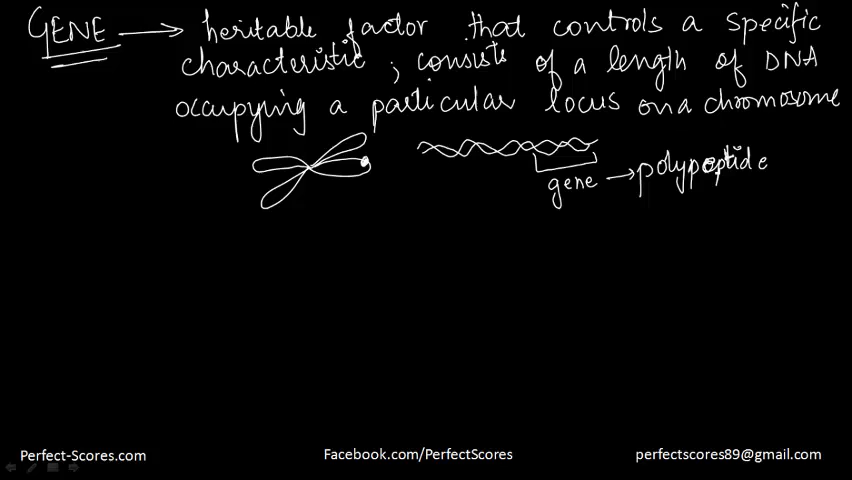 GENE → heritable factor that controls a specific
characteristic ; consists of a length of DNA
occupying a particular locus on a chromosome
gene → polypeptide
Perfect-Scores.com
Facebook.com/PerfectScores
perfectscores89@gmail.com